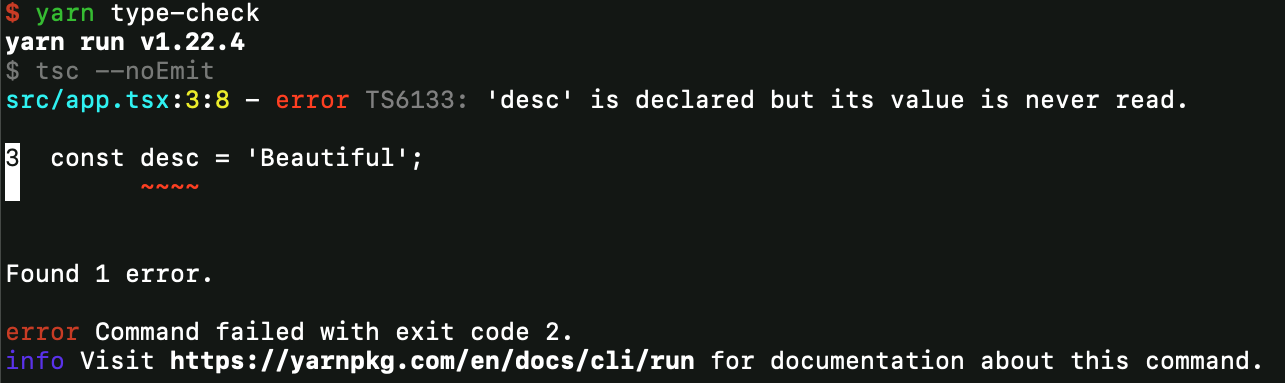 $ yarn type-check
yarn run v1.22.4
$ tsc --noEmit
src/app.tsx:3:8 - error TS6133: 'desc' is declared but its value is never read.
3 const desc = 'Beautiful';
~~~~
Found 1 error.
error Command failed with exit code 2.
info Visit https://yarnpkg.com/en/docs/cli/run for documentation about this command.